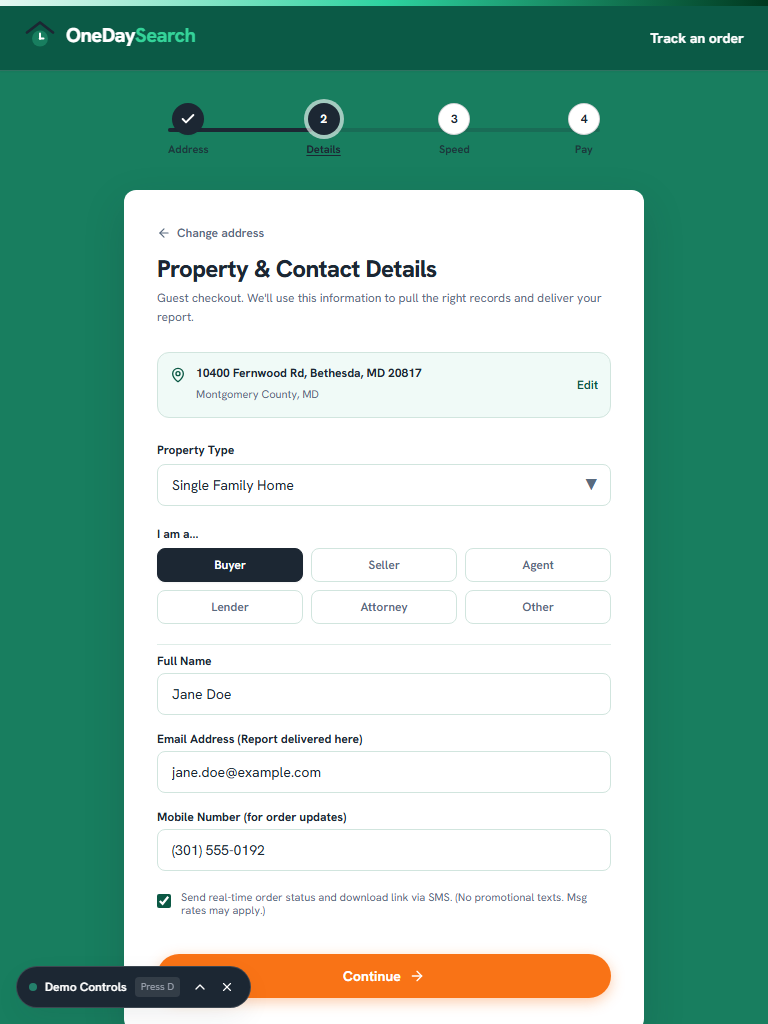 OneDaySearch
Track an order
2
3
4
Address
Details
Speed
Pay
Change address
Property & Contact Details
Guest checkout. We'll use this information to pull the right records and deliver your
report.
10400 Fernwood Rd, Bethesda, MD 20817
Montgomery County, MD
Edit
Property Type
Single Family Home
I am a...
Buyer
Seller
Agent
Lender
Attorney
Other
Full Name
Jane Doe
Email Address (Report delivered here)
jane.doe@example.com
Mobile Number (for order updates)
(301) 555-0192
Send real-time order status and download link via SMS. (No promotional texts. Msg
rates may apply.)
Continue
Demo Controls
Press D